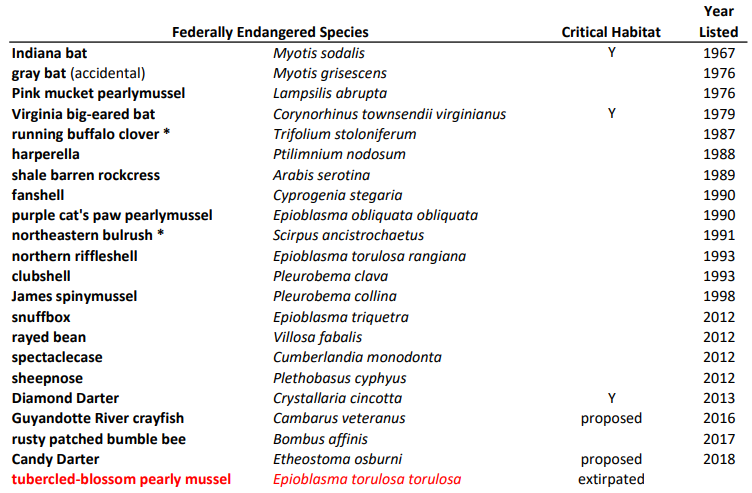 Year
Federally Endangered Species Critical Habitat Listed
Indiana bat Myotis sodalis Y 1967
gray bat (accidental) Myotis grisescens 1976
Pink mucket pearlymussel Lampsilis abrupta 1976
Virginia big-eared bat Corynorhinus townsendii virginianus Y 1979
running buffalo clover * Trifolium stoloniferum 1987
harperella Ptilimnium nodosum 1988
shale barren rockcress Arabis serotina 1989
fanshell Cyprogenia stegaria 1990
purple cat's paw pearlymussel Epioblasma obliquata obliquata 1990
northeastern bulrush * Scirpus ancistrochaetus 1991
northern riffleshell Epioblasma torulosa rangiana 1993
clubshell Pleurobema clava 1993
James spinymussel Pleurobema collina 1998
snuffbox Epioblasma triquetra 2012
rayed bean Villosa fabalis 2012
spectaclecase Cumberlandia monodonta 2012
sheepnose Plethobasus cyphyus 2012
Diamond Darter Crystallaria cincotta Y 2013
Guyandotte River crayfish Cambarus veteranus proposed 2016
rusty patched bumble bee Bombus affinis 2017
Candy Darter Etheostoma osburni proposed 2018
tubercled-blossom pearly mussel Epioblasma torulosa torulosa extirpated